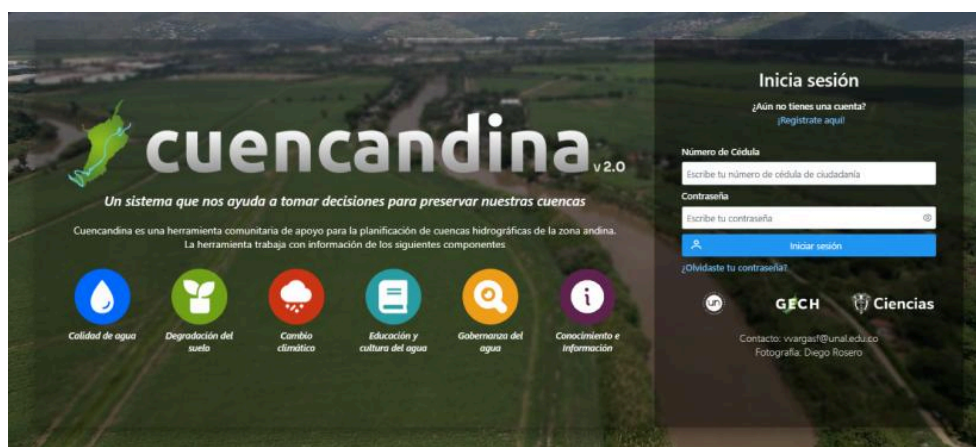 cuencandina v 2.0
Un sistema que nos ayuda a tomar decisiones para preservar nuestras cuencas
Cuencandina es una herramienta comunitaria de apoyo para la planificación de cuencas hidrográficas de la zona andina.
La herramienta trabaja con información de los siguientes componentes
Calidad de agua
Degradación del
suelo
Cambio
climático
Educación y
cultura del agua
Gobernanza del
agua
Conocimiento e
Información
Inicia sesión
¿Aún no tienes una cuenta?
¡Regístrate aquí!
Número de Cédula
Escribe tu número de cédula de ciudadanía
Contraseña
Escribe tu contraseña
Iniciar sesión
¿Olvidaste tu contraseña?
un
GECH
Ciencias
Contacto: vvargasf@unal.edu.co
Fotografía: Diego Rosero